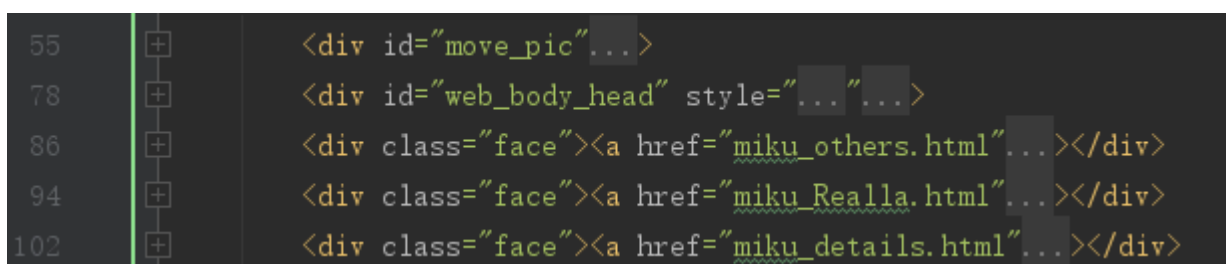 55 <div id="move_pic"...>
78 <div id="web_body_head" style="..."...>
86 <div class="face"><a href="miku_others.html"...></div>
94 <div class="face"><a href="miku_Realla.html"...></div>
102 <div class="face"><a href="miku_details.html"...></div>